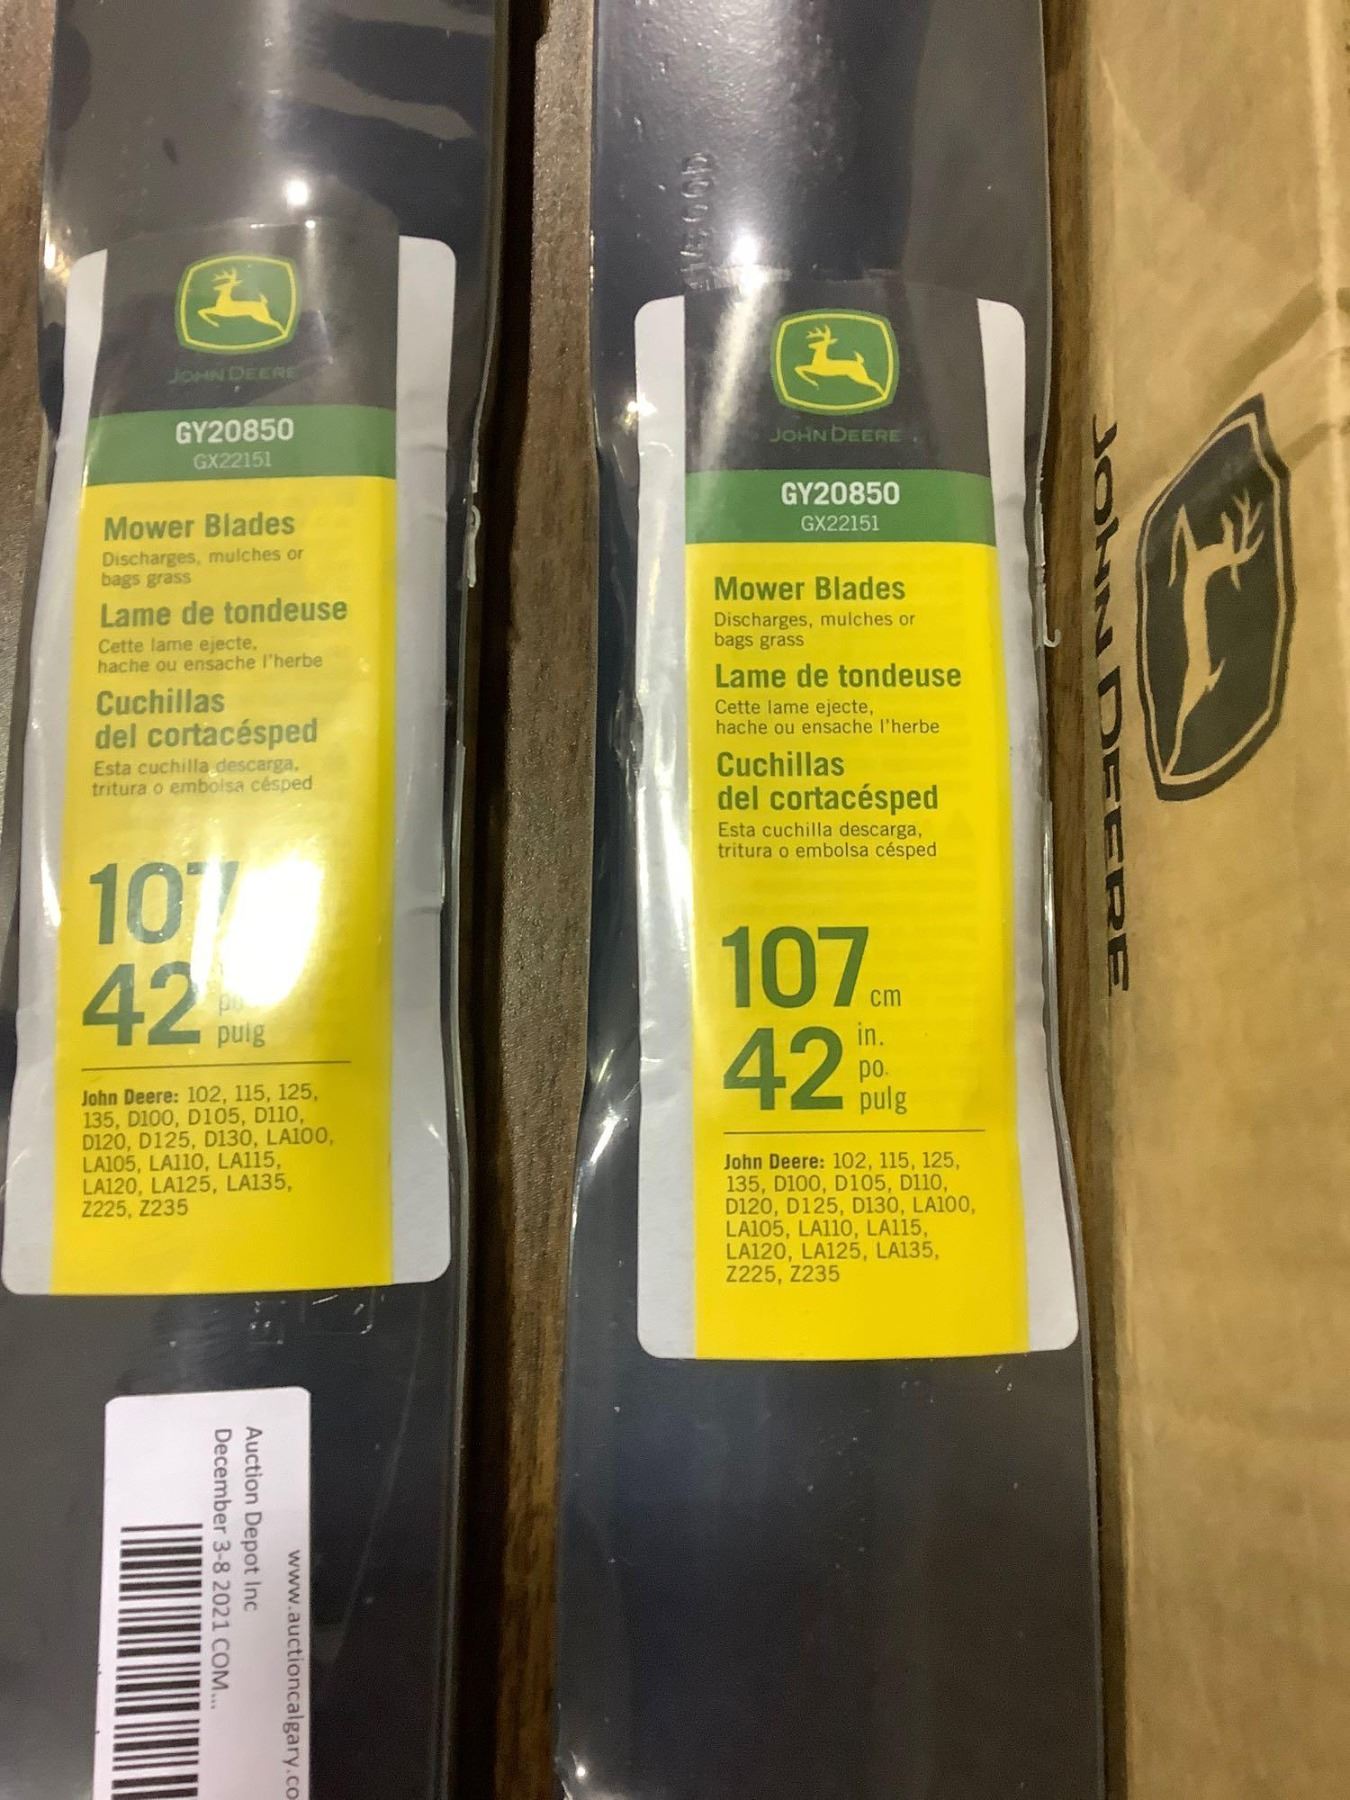 JOHN DEERE
GY20850
GX22151
Mower Blades
Discharges, mulches or
bags grass
Lame de tondeuse
Cette lame ejecte,
hache ou ensache l'herbe
Cuchillas
del cortacésped
Esta cuchilla descarga,
tritura o embolsa césped
107
42 po
pulg
John Deere: 102, 115, 125,
135, D100, D105, D110,
D120, D125, D130, LA100,
LA105, LA110, LA115,
LA120, LA125, LA135,
Z225, Z235
www.auctioncalgary.co
Auction Depot Inc
December 3-8 2021 COM...
JOHN DEERE
GY20850
GX22151
Mower Blades
Discharges, mulches or
bags grass
Lame de tondeuse
Cette lame ejecte,
hache ou ensache l'herbe
Cuchillas
del cortacésped
Esta cuchilla descarga,
tritura o embolsa césped
107 cm
42 in.
po.
pulg
John Deere: 102, 115, 125,
135, D100, D105, D110,
D120, D125, D130, LA100,
LA105, LA110, LA115,
LA120, LA125, LA135,
Z225, Z235
JOHN DEERE